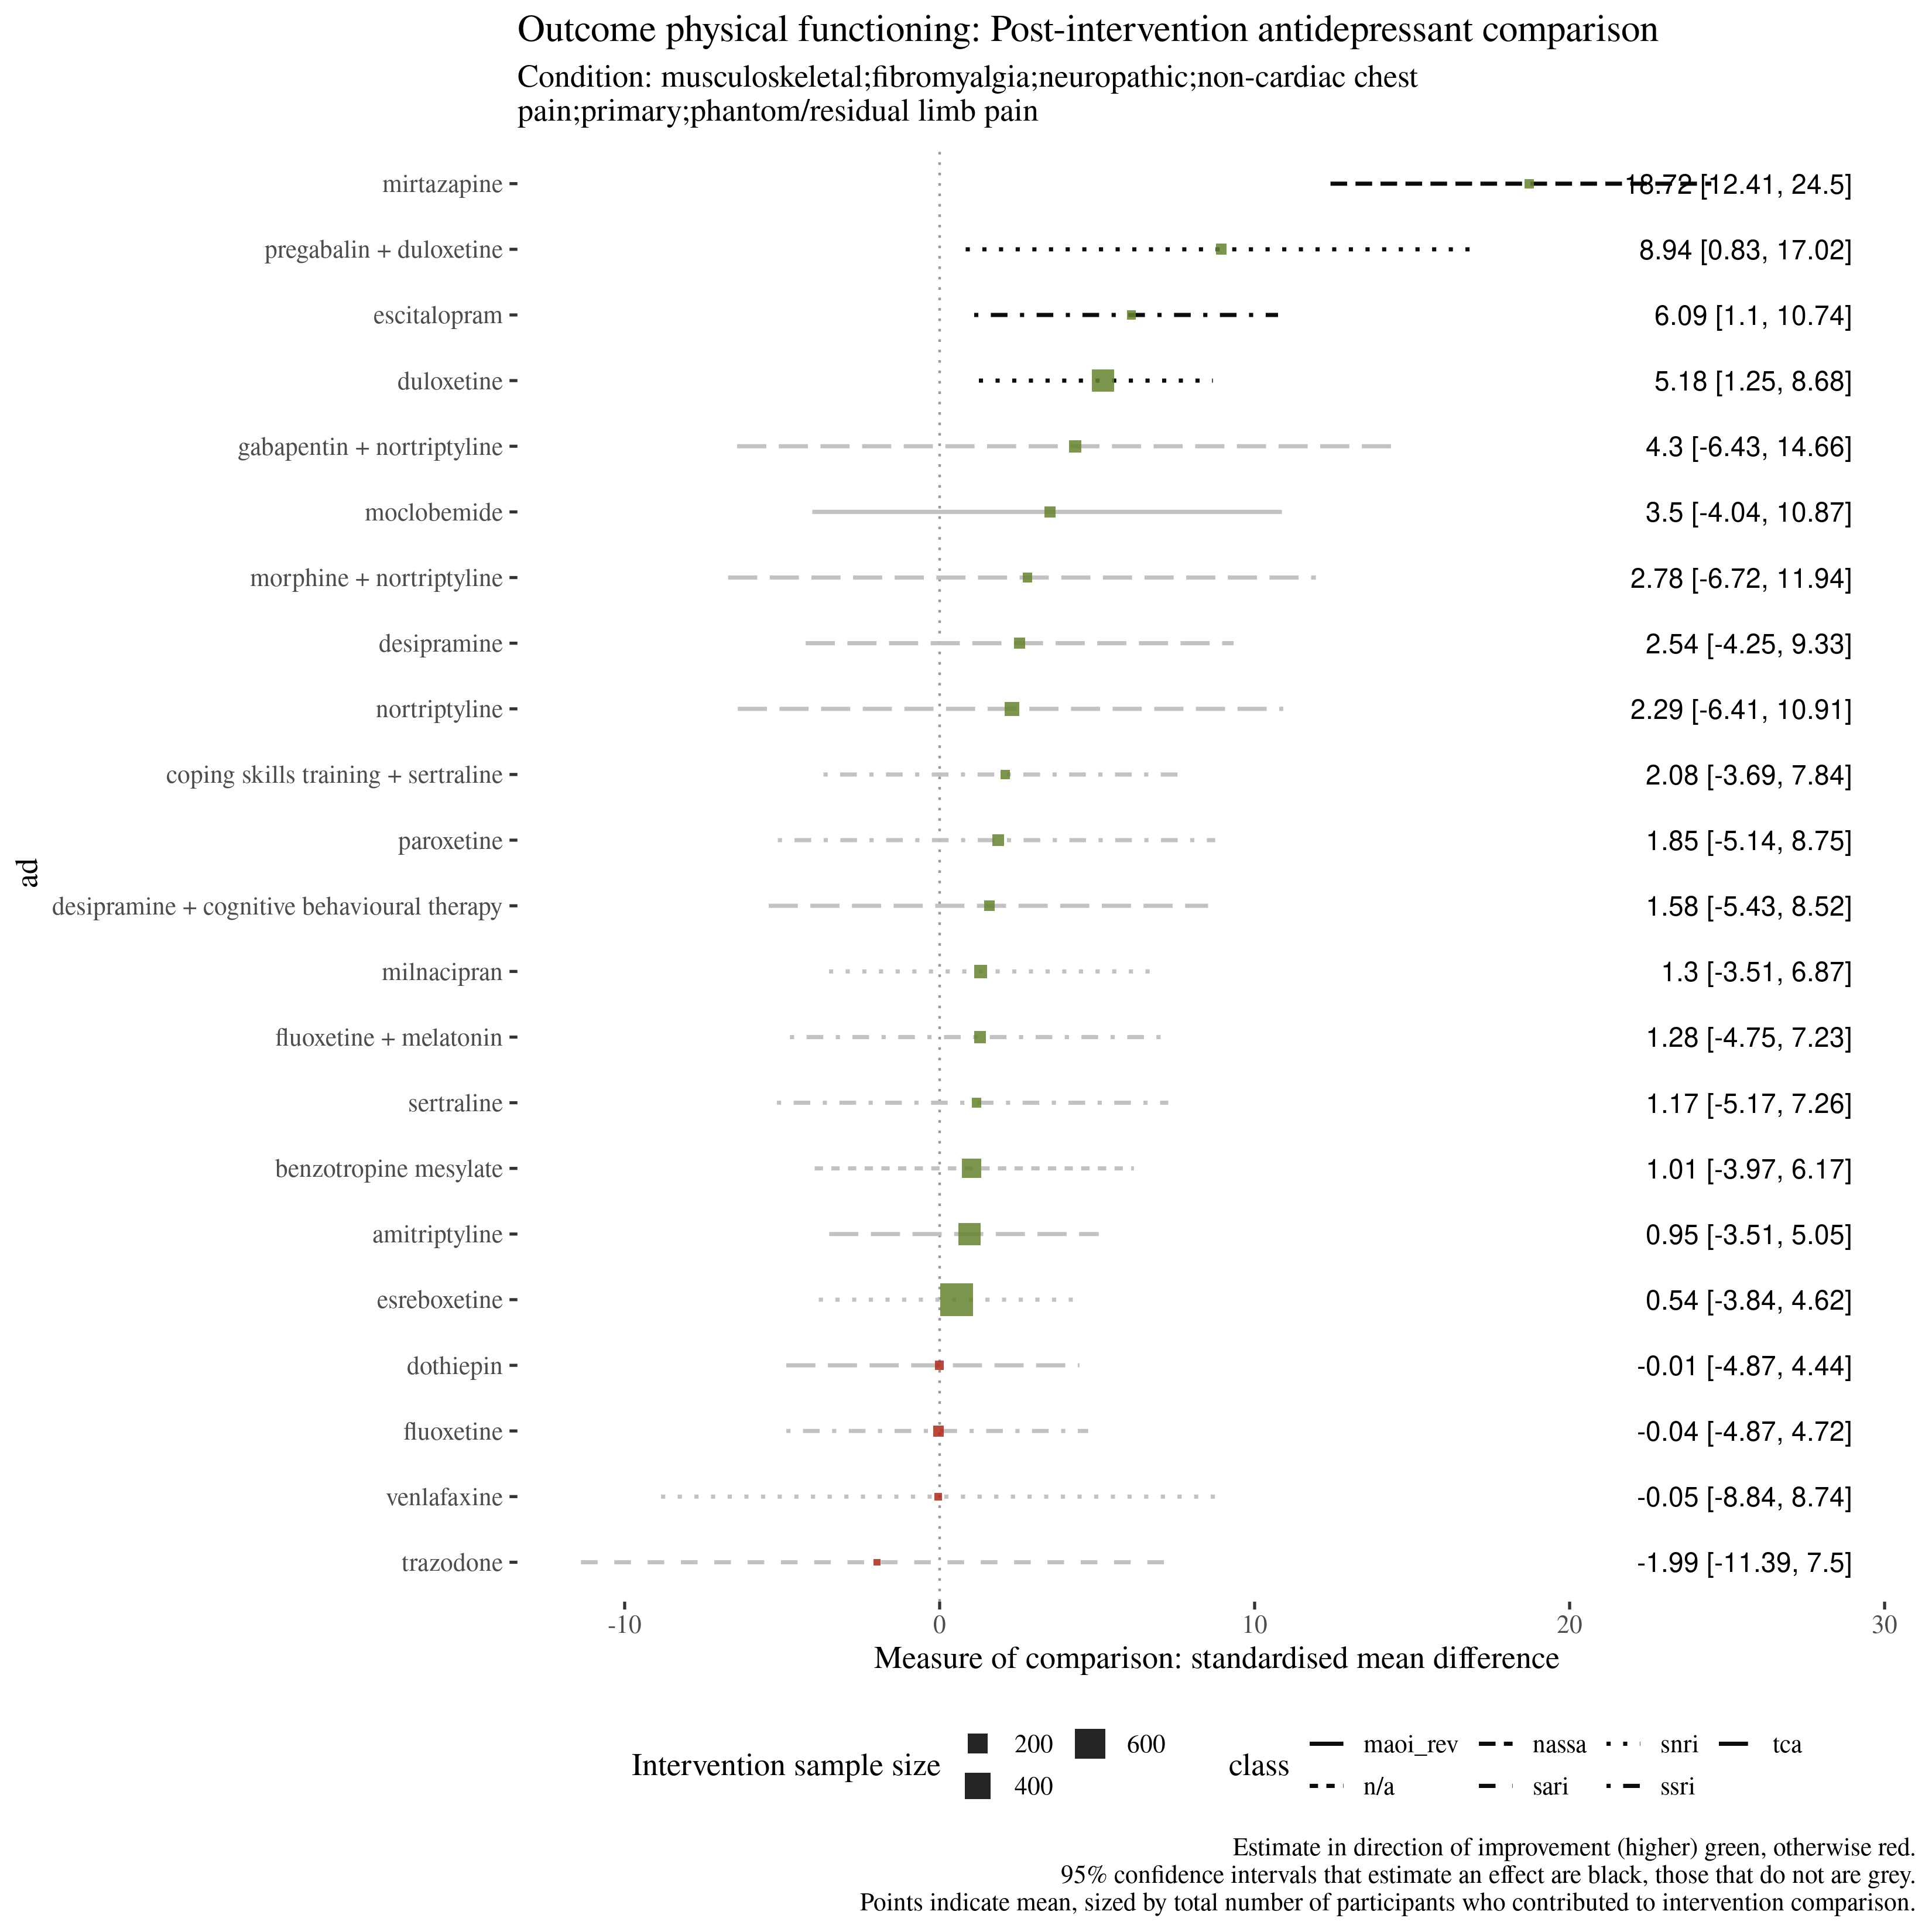 Outcome physical functioning: Post-intervention antidepressant comparison
Condition: musculoskeletal;fibromyalgia;neuropathic;non-cardiac chest
pain;primary;phantom/residual limb pain
ad
mirtazapine 18.72 [12.41, 24.5]
pregabalin + duloxetine 8.94 [0.83, 17.02]
escitalopram 6.09 [1.1, 10.74]
duloxetine 5.18 [1.25, 8.68]
gabapentin + nortriptyline 4.3 [-6.43, 14.66]
moclobemide 3.5 [-4.04, 10.87]
morphine + nortriptyline 2.78 [-6.72, 11.94]
desipramine 2.54 [-4.25, 9.33]
nortriptyline 2.29 [-6.41, 10.91]
coping skills training + sertraline 2.08 [-3.69, 7.84]
paroxetine 1.85 [-5.14, 8.75]
desipramine + cognitive behavioural therapy 1.58 [-5.43, 8.52]
milnacipran 1.3 [-3.51, 6.87]
fluoxetine + melatonin 1.28 [-4.75, 7.23]
sertraline 1.17 [-5.17, 7.26]
benzotropine mesylate 1.01 [-3.97, 6.17]
amitriptyline 0.95 [-3.51, 5.05]
esreboxetine 0.54 [-3.84, 4.62]
dothiepin -0.01 [-4.87, 4.44]
fluoxetine -0.04 [-4.87, 4.72]
venlafaxine -0.05 [-8.84, 8.74]
trazodone -1.99 [-11.39, 7.5]
-10 0 10 20 30
Measure of comparison: standardised mean difference
Intervention sample size 200 600
400
class maoi_rev nassa snri tca
n/a sari ssri
Estimate in direction of improvement (higher) green, otherwise red.
95% confidence intervals that estimate an effect are black, those that do not are grey.
Points indicate mean, sized by total number of participants who contributed to intervention comparison.